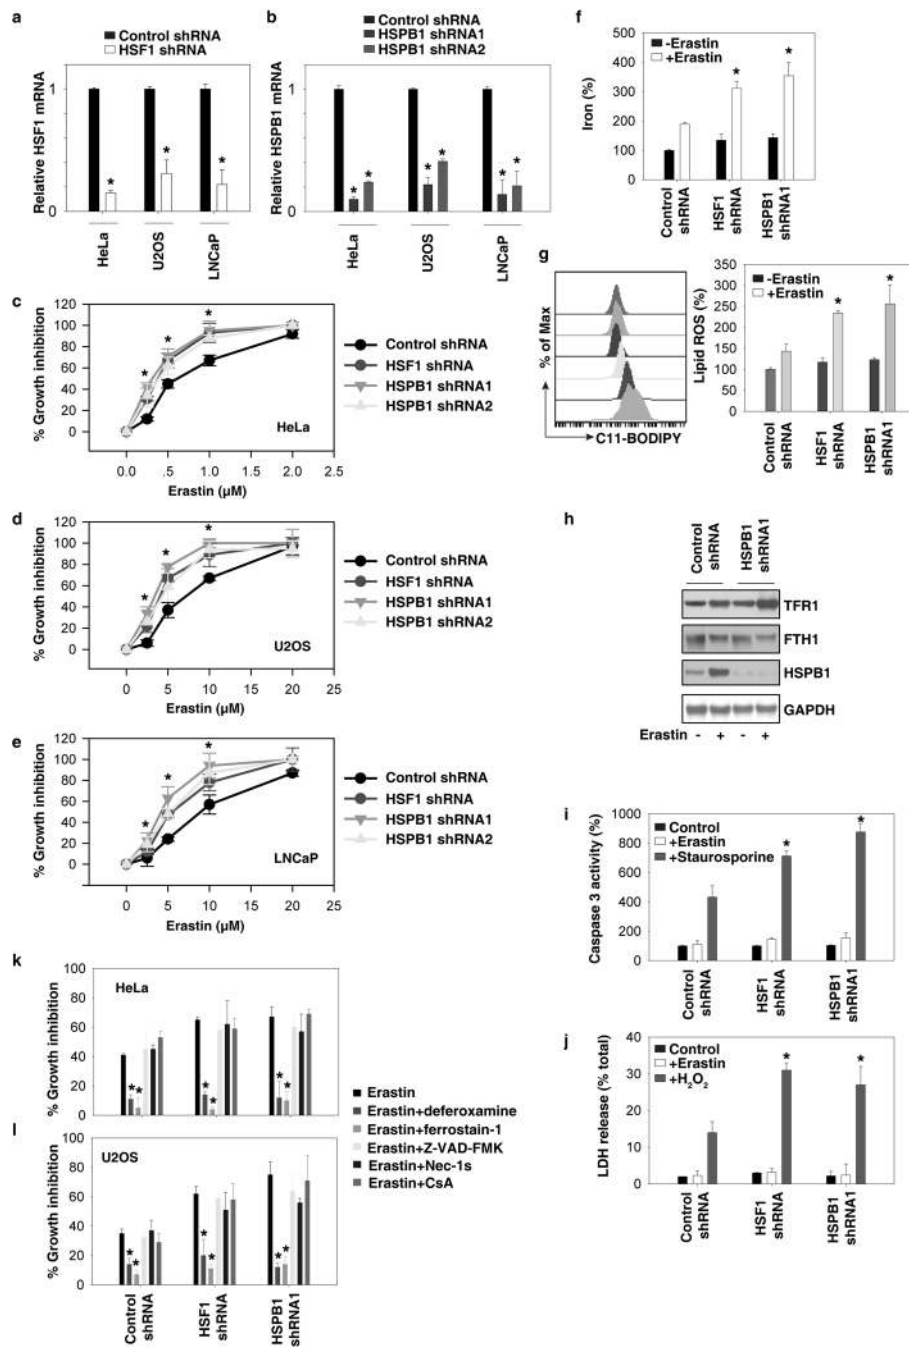 a
Control shRNA
HSF1 shRNA
Relative HSF1 mRNA
1
0
HeLa
U2OS
LNCaP
b
Control shRNA
HSPB1 shRNA1
HSPB1 shRNA2
Relative HSPB1 mRNA
1
0
HeLa
U2OS
LNCaP
c
% Growth inhibition
120
100
80
60
40
20
0
0.0 .5 1.0 1.5 2.0 2.5
Erastin (µM)
HeLa
Control shRNA
HSF1 shRNA
HSPB1 shRNA1
HSPB1 shRNA2
d
% Growth inhibition
120
100
80
60
40
20
0
0 5 10 15 20 25
Erastin (µM)
U2OS
Control shRNA
HSF1 shRNA
HSPB1 shRNA1
HSPB1 shRNA2
e
% Growth inhibition
120
100
80
60
40
20
0
0 5 10 15 20 25
Erastin (µM)
LNCaP
Control shRNA
HSF1 shRNA
HSPB1 shRNA1
HSPB1 shRNA2
f
-Erastin
+Erastin
Iron (%)
500
400
300
200
100
0
Control
shRNA
HSF1
shRNA
HSPB1
shRNA1
g
% of Max
C11-BODIPY
-Erastin
+Erastin
Lipid ROS (%)
350
300
250
200
150
100
50
0
Control
shRNA
HSF1
shRNA
HSPB1
shRNA1
h
Control
shRNA
HSPB1
shRNA1
TFR1
FTH1
HSPB1
GAPDH
Erastin - + - +
i
Control
+Erastin
+Staurosporine
Caspase 3 activity (%)
1000
800
600
400
200
0
Control
shRNA
HSF1
shRNA
HSPB1
shRNA1
j
Control
+Erastin
+H₂O₂
LDH release (% total)
40
30
20
10
0
Control
shRNA
HSF1
shRNA
HSPB1
shRNA1
k
HeLa
% Growth inhibition
100
80
60
40
20
0
Erastin
Erastin+deferoxamine
Erastin+ferrostain-1
Erastin+Z-VAD-FMK
Erastin+Nec-1s
Erastin+CsA
l
U2OS
% Growth inhibition
100
80
60
40
20
0
Control
shRNA
HSF1
shRNA
HSPB1
shRNA1